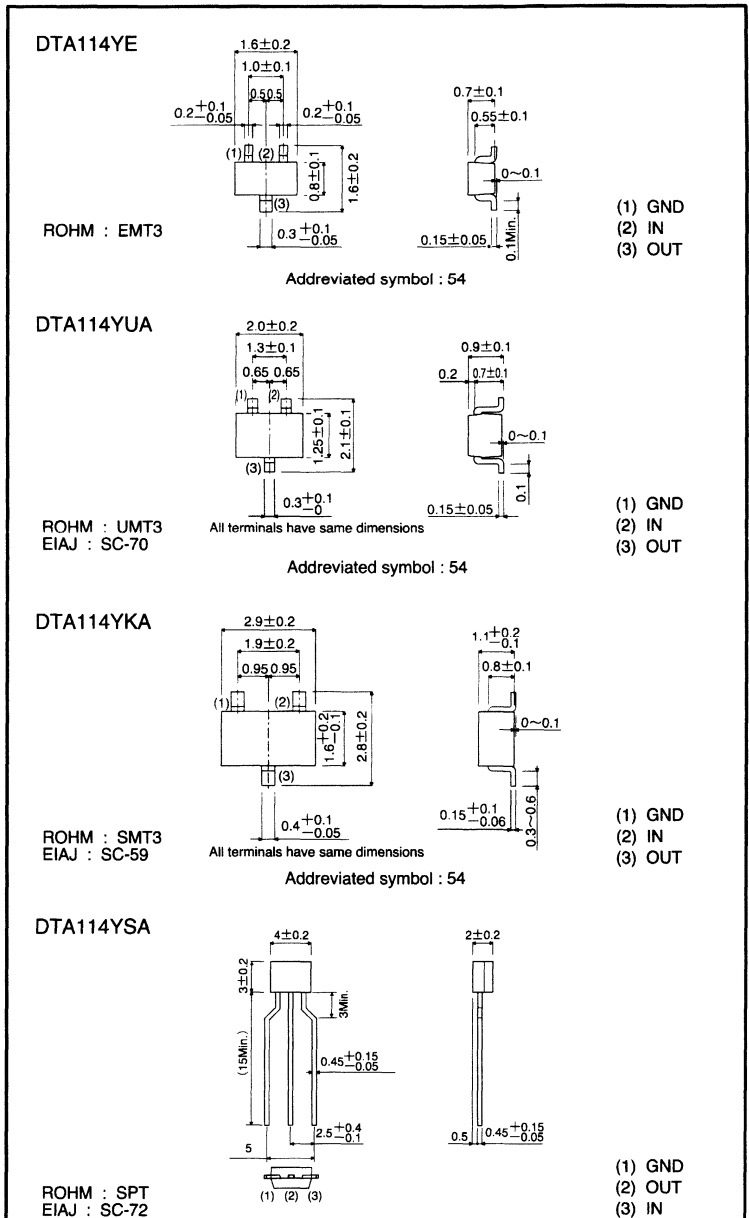 DTA114YE
1.6±0.2
1.0±0.1
0.5 0.5
0.2+0.1 −0.05
0.2+0.1 −0.05
(1) (2)
(3)
0.8±0.1
1.6±0.2
0.3+0.1 −0.05
0.7±0.1
0.55±0.1
0~0.1
0.15±0.05
0.1Min.
ROHM : EMT3
(1) GND
(2) IN
(3) OUT
Addreviated symbol : 54
DTA114YUA
2.0±0.2
1.3±0.1
0.65 0.65
(1) (2)
(3)
1.25±0.1
2.1±0.1
0.3+0.1 −0
0.9±0.1
0.2 0.7±0.1
0~0.1
0.15±0.05
0.1
ROHM : UMT3
EIAJ : SC-70
All terminals have same dimensions
(1) GND
(2) IN
(3) OUT
Addreviated symbol : 54
DTA114YKA
2.9±0.2
1.9±0.2
0.95 0.95
(1) (2)
(3)
1.6+0.2 −0.1
2.8±0.2
0.4+0.1 −0.05
1.1+0.2 −0.1
0.8±0.1
0~0.1
0.15+0.1 −0.06
0.3~0.6
ROHM : SMT3
EIAJ : SC-59
All terminals have same dimensions
(1) GND
(2) IN
(3) OUT
Addreviated symbol : 54
DTA114YSA
4±0.2
3±0.2
(15Min.)
3Min.
0.45+0.15 −0.05
2.5+0.4 −0.1
5
(1) (2) (3)
2±0.2
0.5 0.45+0.15 −0.05
ROHM : SPT
EIAJ : SC-72
(1) GND
(2) OUT
(3) IN